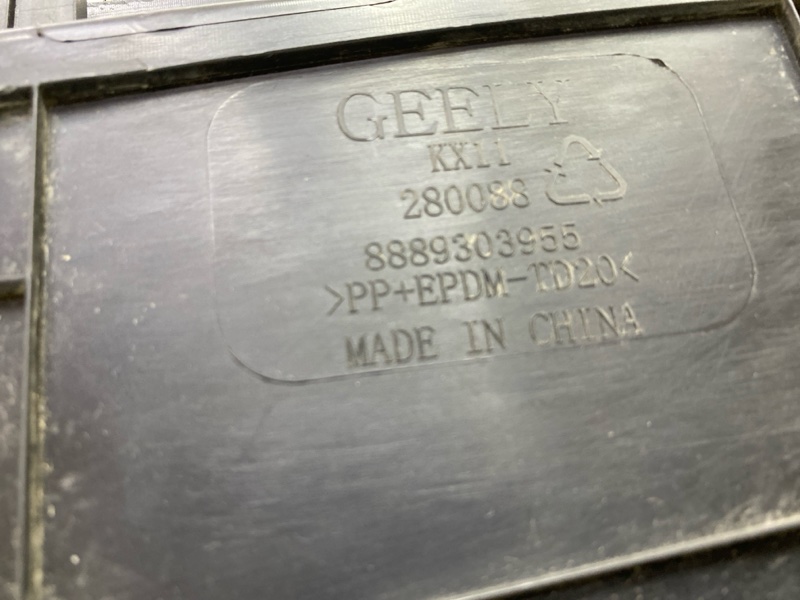 GEELY
KX11
280088
8889303955
>PP+EPDM-TD20<
MADE IN CHINA